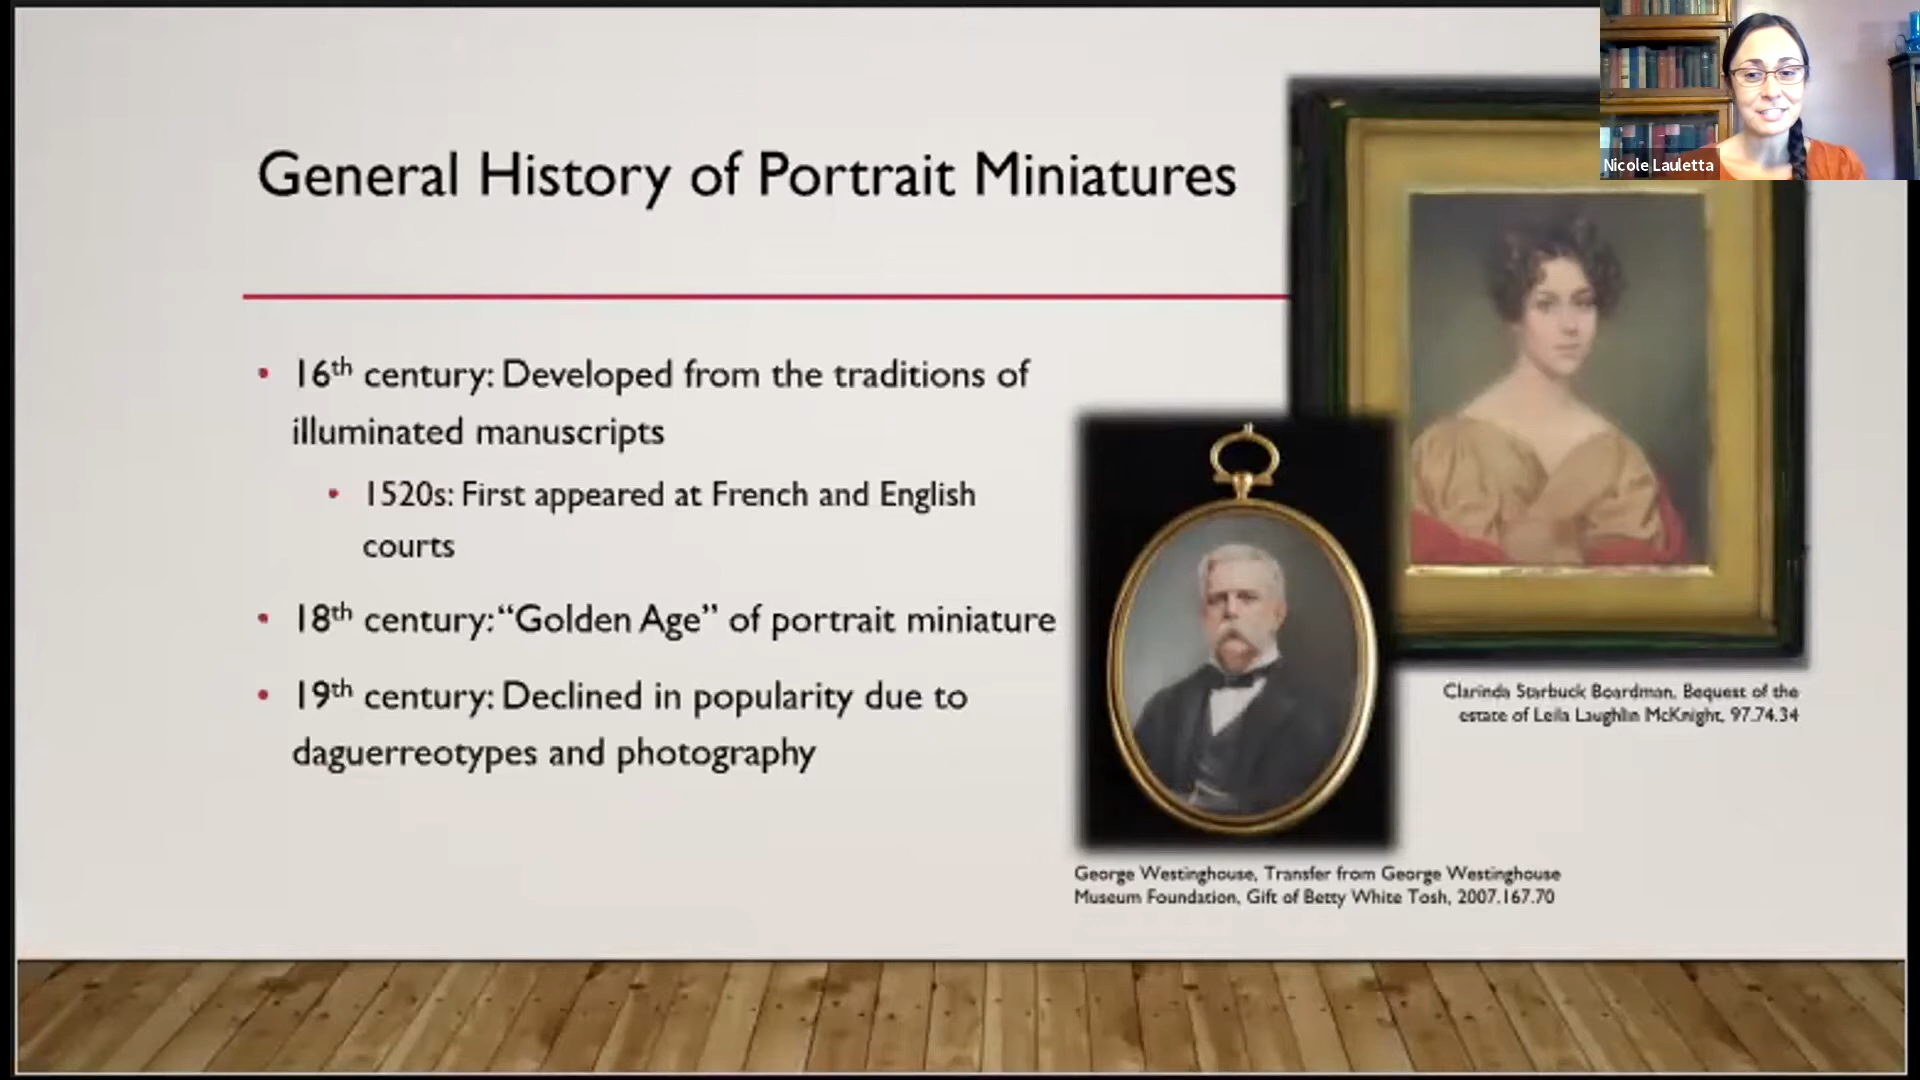 General History of Portrait Miniatures
Nicole Lauletta
• 16th century: Developed from the traditions of
illuminated manuscripts
• 1520s: First appeared at French and English
courts
• 18th century: “Golden Age” of portrait miniature
• 19th century: Declined in popularity due to
daguerreotypes and photography
Clarinda Starbuck Boardman, Bequest of the
estate of Leila Laughlin McKnight, 97.74.34
George Westinghouse, Transfer from George Westinghouse
Museum Foundation, Gift of Betty White Tosh, 2007.167.70